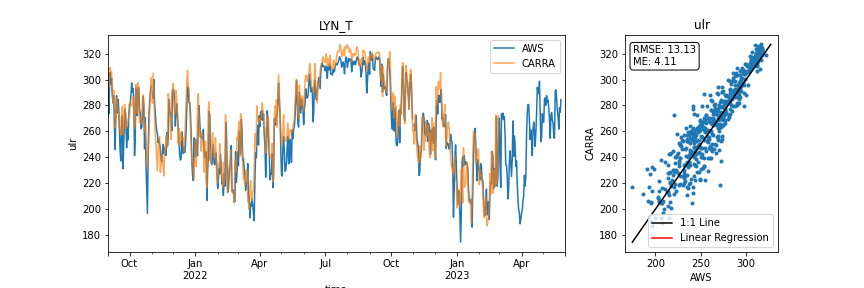 LYN_T
ulr
320
300
280
260
240
220
200
180
AWS
CARRA
Oct
Jan
2022
Apr
Jul
Oct
Jan
2023
Apr
time
ulr
CARRA
320
300
280
260
240
220
200
180
RMSE: 13.13
ME: 4.11
1:1 Line
Linear Regression
200
250
300
AWS